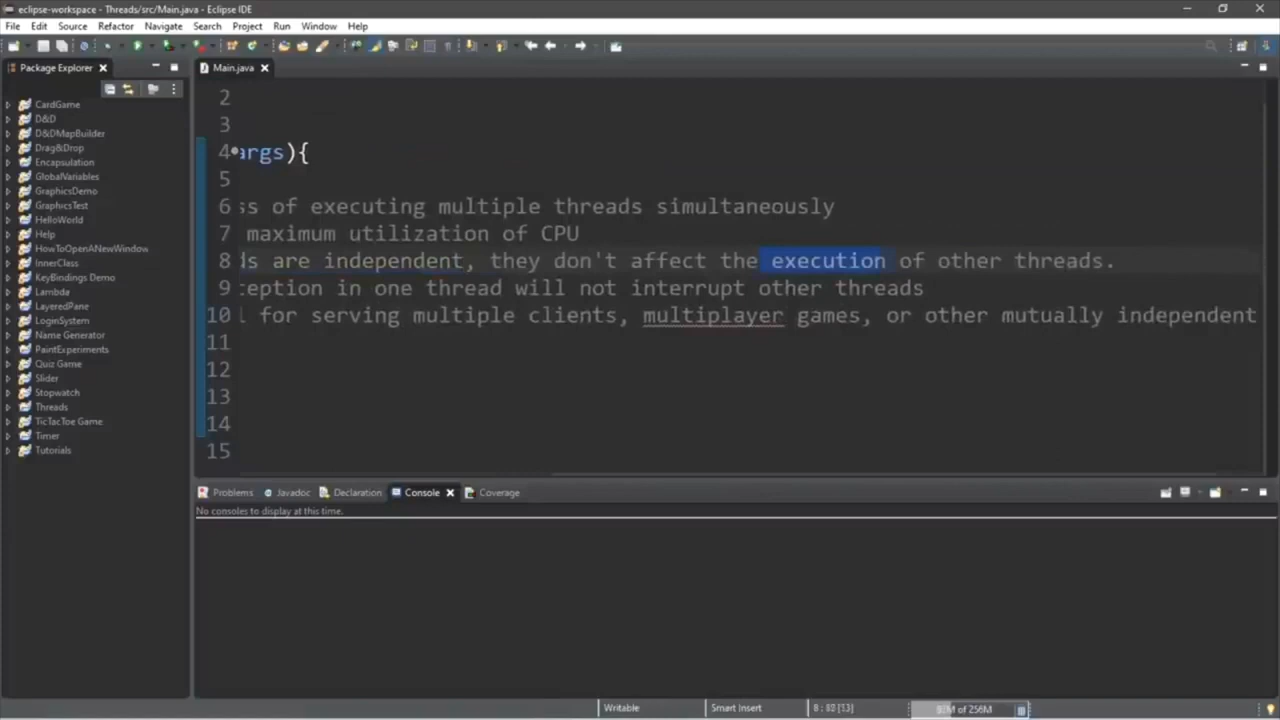 eclipse-workspace - Threads/src/Main.java - Eclipse IDE
File Edit Source Refactor Navigate Search Project Run Window Help
Package Explorer
Main.java
CardGame
D&D
D&DMapBuilder
Drag&Drop
Encapsulation
GlobalVariables
GraphicsDemo
GraphicsTest
HelloWorld
Help
HowToOpenANewWindow
InnerClass
KeyBindings Demo
Lambda
LayeredPane
LoginSystem
Name Generator
PaintExperiments
Quiz Game
Slider
Stopwatch
Threads
TicTacToe Game
Timer
Tutorials
2
3
4 args){
5
6 ss of executing multiple threads simultaneously
7 maximum utilization of CPU
8 ds are independent, they don't affect the execution of other threads.
9 ception in one thread will not interrupt other threads
10 l for serving multiple clients, multiplayer games, or other mutually independent
11
12
13
14
15
Problems Javadoc Declaration Console Coverage
No consoles to display at this time.
Writable Smart Insert